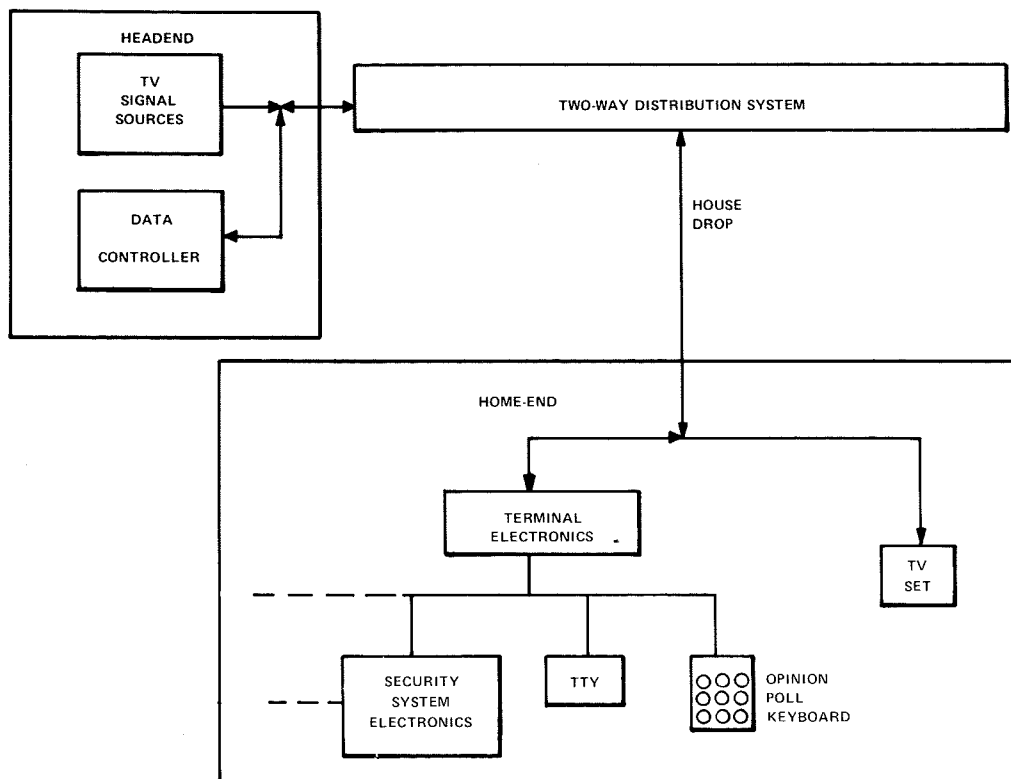 HEADEND
TV
SIGNAL
SOURCES
DATA
CONTROLLER
TWO-WAY DISTRIBUTION SYSTEM
HOUSE
DROP
HOME-END
TERMINAL
ELECTRONICS
TV
SET
SECURITY
SYSTEM
ELECTRONICS
TTY
OPINION
POLL
KEYBOARD